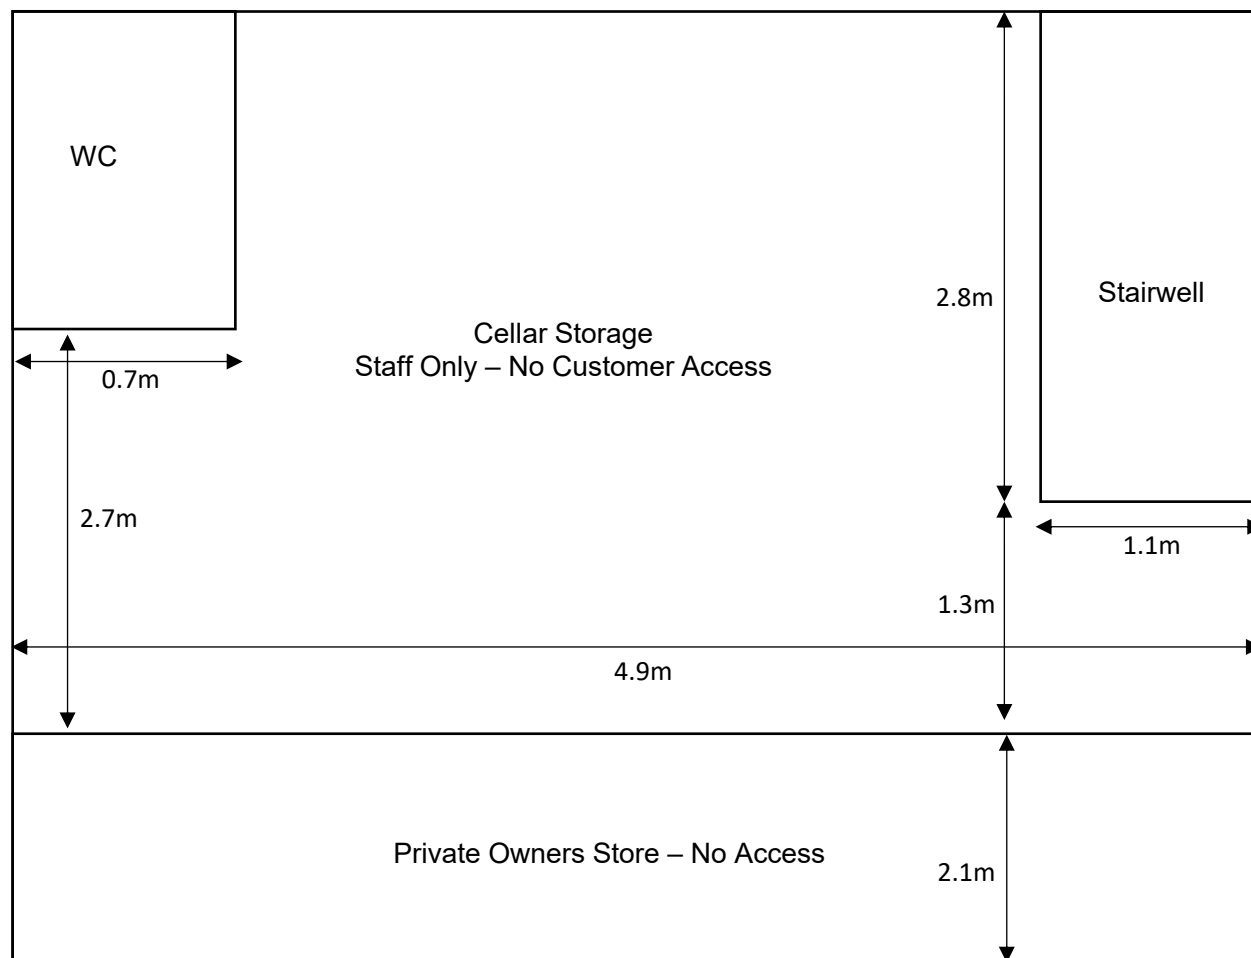 WC
2.8m
Stairwell
Cellar Storage
Staff Only – No Customer Access
0.7m
2.7m
1.1m
1.3m
4.9m
Private Owners Store – No Access
2.1m